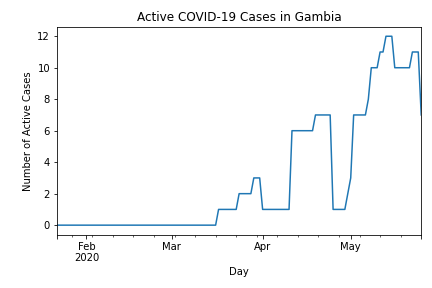 Active COVID-19 Cases in Gambia
Number of Active Cases
12
10
8
6
4
2
0
Feb
2020
Mar
Apr
May
Day